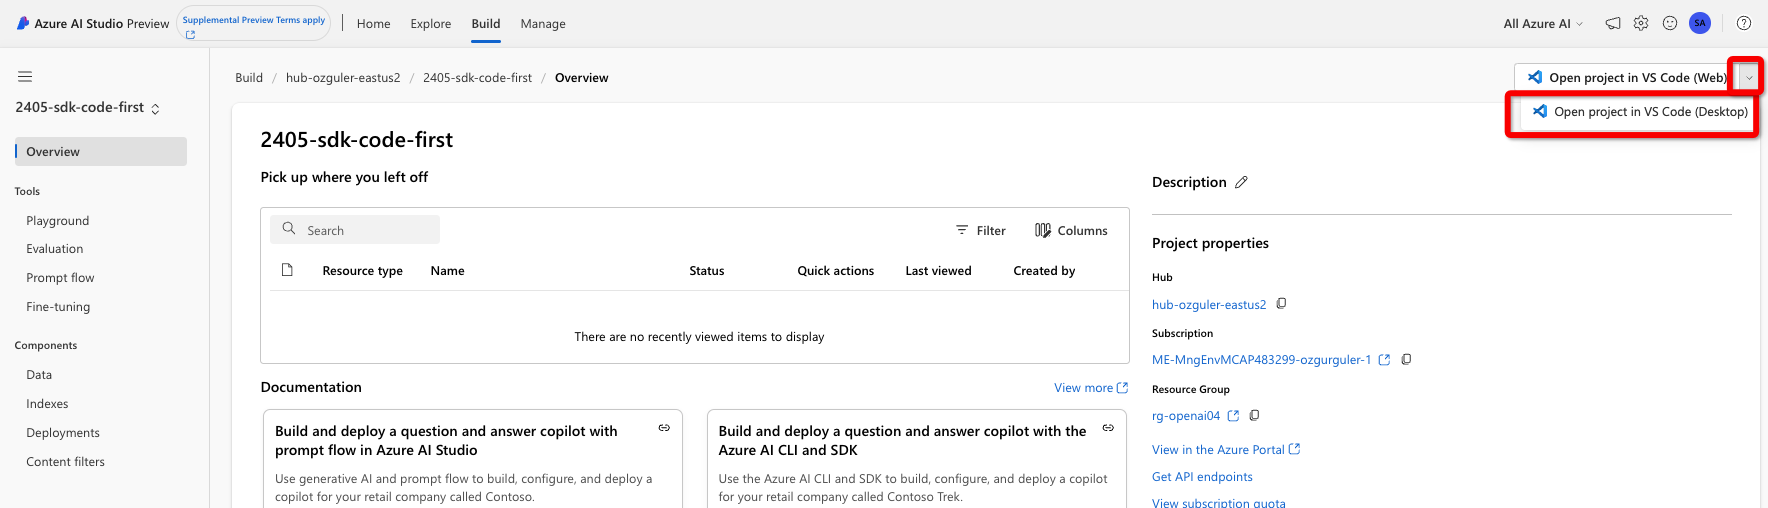 Azure AI Studio Preview
Supplemental Preview Terms apply
Home
Explore
Build
Manage
All Azure AI
SA
2405-sdk-code-first
Overview
Tools
Playground
Evaluation
Prompt flow
Fine-tuning
Components
Data
Indexes
Deployments
Content filters
Build / hub-ozguler-eastus2 / 2405-sdk-code-first / Overview
Open project in VS Code (Web)
Open project in VS Code (Desktop)
2405-sdk-code-first
Pick up where you left off
Search
Filter
Columns
Resource type
Name
Status
Quick actions
Last viewed
Created by
There are no recently viewed items to display
Documentation
View more
Build and deploy a question and answer copilot with
prompt flow in Azure AI Studio
Use generative AI and prompt flow to build, configure, and deploy a
copilot for your retail company called Contoso.
Build and deploy a question and answer copilot with the
Azure AI CLI and SDK
Use the Azure AI CLI and SDK to build, configure, and deploy a copilot
for your retail company called Contoso Trek.
Description
Project properties
Hub
hub-ozguler-eastus2
Subscription
ME-MngEnvMCAP483299-ozgurguler-1
Resource Group
rg-openai04
View in the Azure Portal
Get API endpoints
View subscription quota